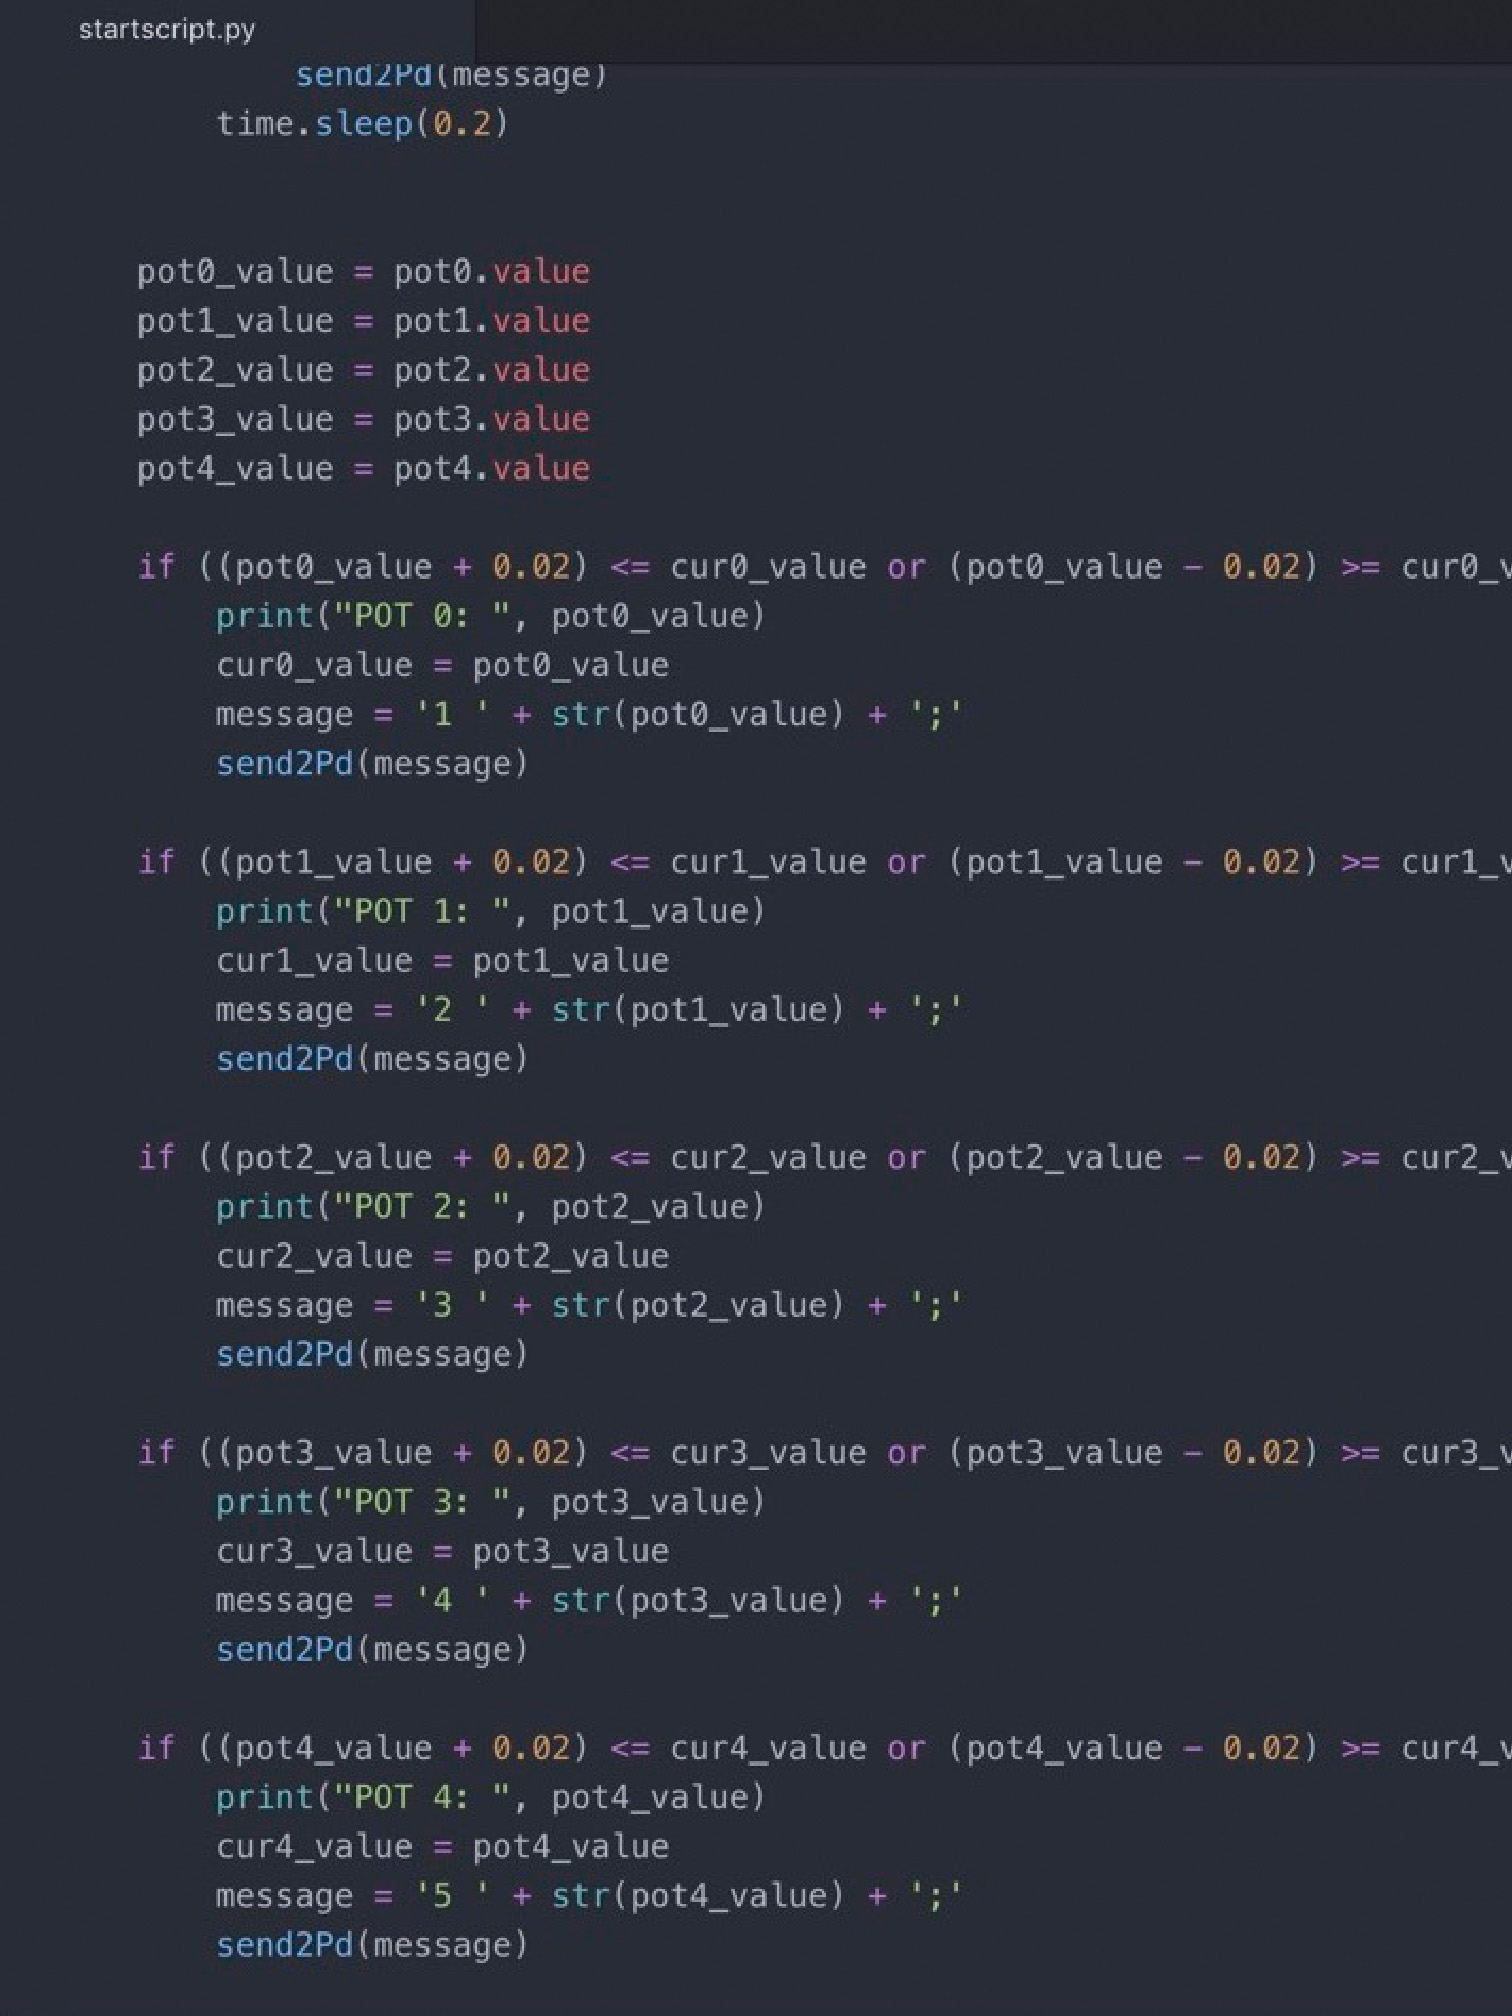 startscript.py
send2Pd(message)
time.sleep(0.2)
pot0_value = pot0.value
pot1_value = pot1.value
pot2_value = pot2.value
pot3_value = pot3.value
pot4_value = pot4.value
if ((pot0_value + 0.02) <= cur0_value or (pot0_value - 0.02) >= cur0_v
print("POT 0: ", pot0_value)
cur0_value = pot0_value
message = '1 ' + str(pot0_value) + ';'
send2Pd(message)
if ((pot1_value + 0.02) <= cur1_value or (pot1_value - 0.02) >= cur1_v
print("POT 1: ", pot1_value)
cur1_value = pot1_value
message = '2 ' + str(pot1_value) + ';'
send2Pd(message)
if ((pot2_value + 0.02) <= cur2_value or (pot2_value - 0.02) >= cur2_v
print("POT 2: ", pot2_value)
cur2_value = pot2_value
message = '3 ' + str(pot2_value) + ';'
send2Pd(message)
if ((pot3_value + 0.02) <= cur3_value or (pot3_value - 0.02) >= cur3_v
print("POT 3: ", pot3_value)
cur3_value = pot3_value
message = '4 ' + str(pot3_value) + ';'
send2Pd(message)
if ((pot4_value + 0.02) <= cur4_value or (pot4_value - 0.02) >= cur4_v
print("POT 4: ", pot4_value)
cur4_value = pot4_value
message = '5 ' + str(pot4_value) + ';'
send2Pd(message)